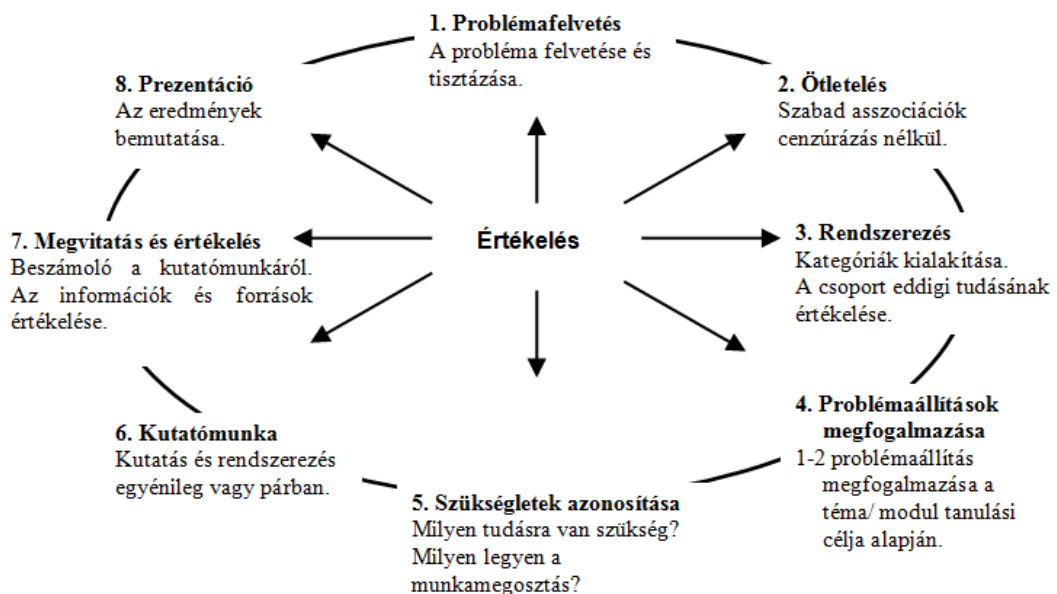 1. Problémafelvetés
A probléma felvetése és
tisztázása.
2. Ötletelés
Szabad asszociációk
cenzúrázás nélkül.
3. Rendszerezés
Kategóriák kialakítása.
A csoport eddigi tudásának
értékelése.
4. Problémaállítások
megfogalmazása
1-2 problémaállítás
megfogalmazása a
téma/ modul tanulási
célja alapján.
5. Szükségletek azonosítása
Milyen tudásra van szükség?
Milyen legyen a
munkamegosztás?
6. Kutatómunka
Kutatás és rendszerezés
egyénileg vagy párban.
7. Megvitatás és értékelés
Beszámoló a kutatómunkáról.
Az információk és források
értékelése.
8. Prezentáció
Az eredmények
bemutatása.
Értékelés